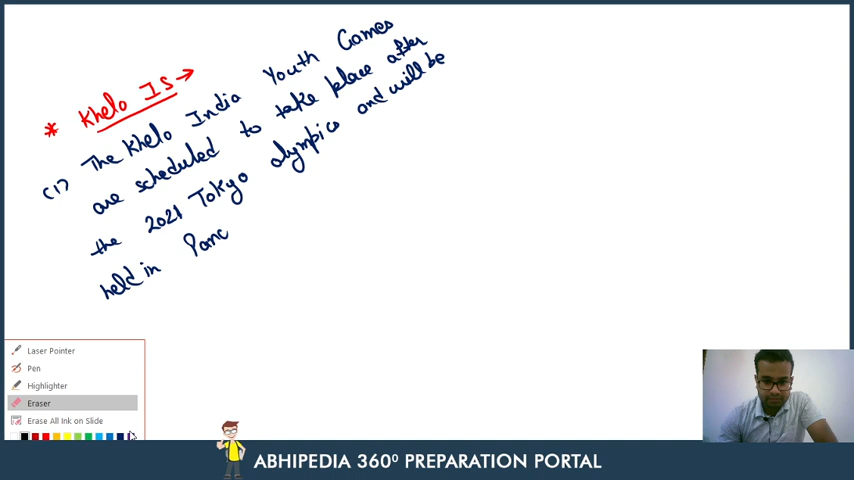 * Khelo IS →
(1) The Khelo India Youth Games
are scheduled to take place after
the 2021 Tokyo olympics and will be
held in Panc
Laser Pointer
Pen
Highlighter
Eraser
Erase All Ink on Slide
ABHIPEDIA 360⁰ PREPARATION PORTAL